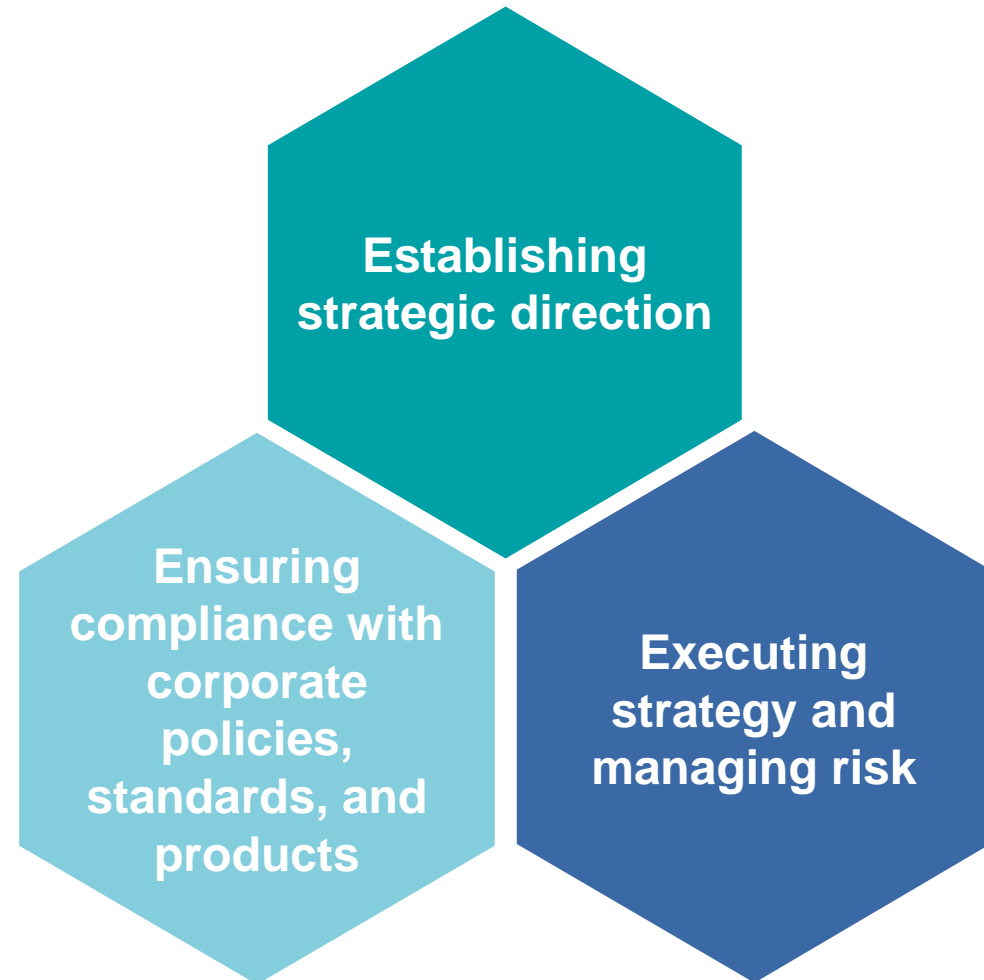 Establishing
strategic direction
Ensuring
compliance with
corporate
policies,
standards, and
products
Executing
strategy and
managing risk